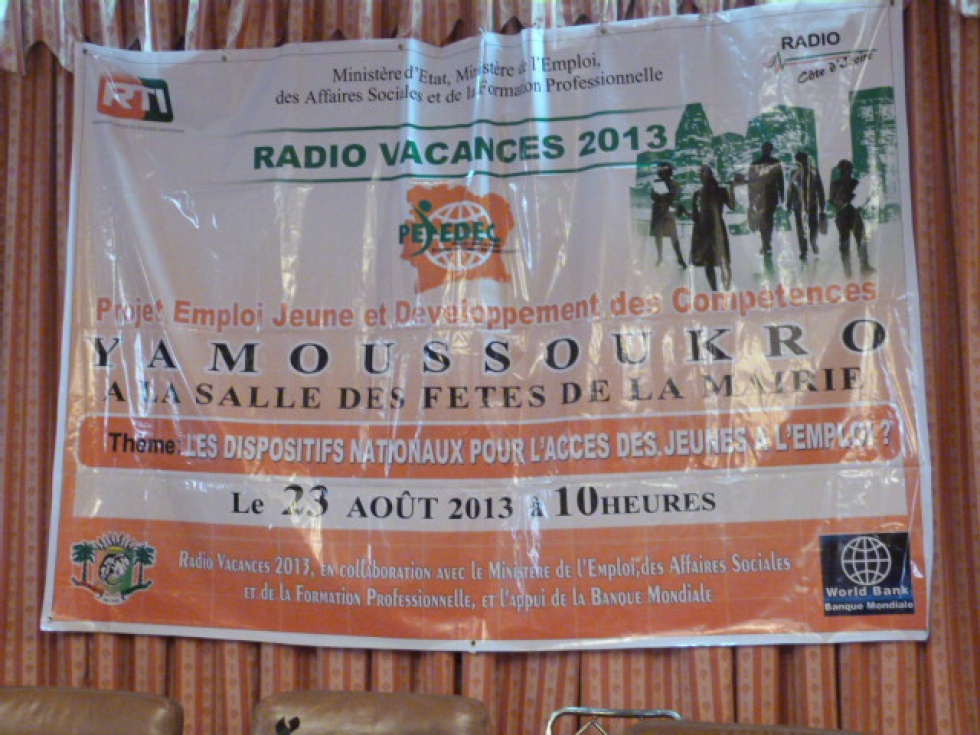 RTI
RADIO
Côte d'Ivoire
Ministère d'Etat, Ministère de l'Emploi,
des Affaires Sociales et de la Formation Professionnelle
RADIO VACANCES 2013
PEJEDEC
Projet Emploi Jeune et Developpement des Competences
YAMOUSSOUKRO
A LA SALLE DES FETES DE LA MAIRIE
Thème: LES DISPOSITIFS NATIONAUX POUR L'ACCES DES JEUNES A L'EMPLOI ?
Le 23 AOÛT 2013 à 10HEURES
Radio Vacances 2013, en collaboration avec le Ministère de l'Emploi, des Affaires Sociales
et de la Formation Professionnelle, et l'appui de la Banque Mondiale
World Bank
Banque Mondiale